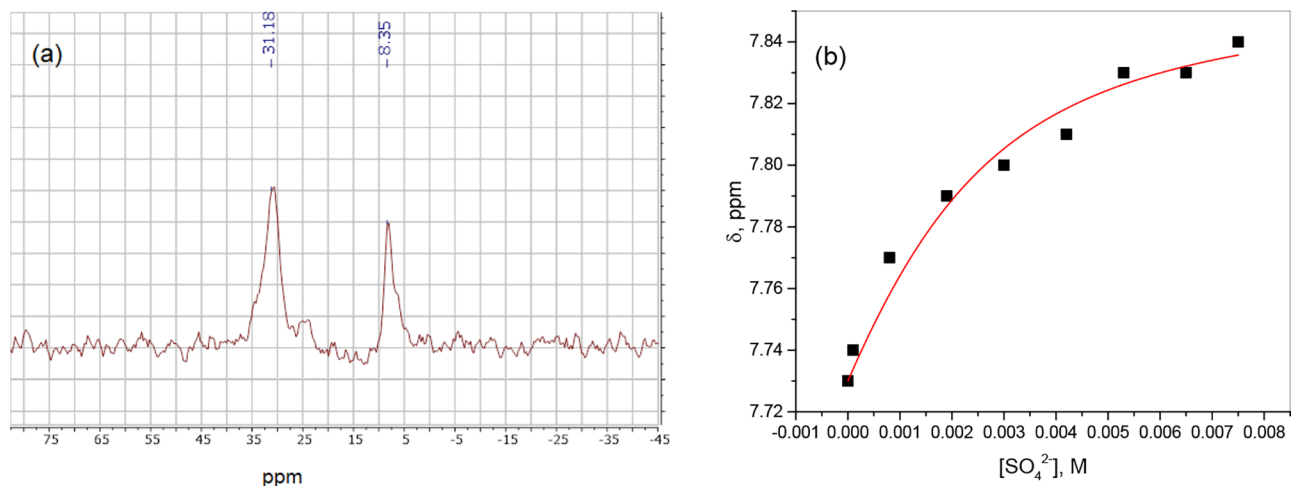 (a)
– 31.18
– 8.35
75 65 55 45 35 25 15 5 -5 -15 -25 -35 -45
ppm
(b)
7.84
7.82
7.80
7.78
7.76
7.74
7.72
δ, ppm
-0.001 0.000 0.001 0.002 0.003 0.004 0.005 0.006 0.007 0.008
[SO₄²⁻], M